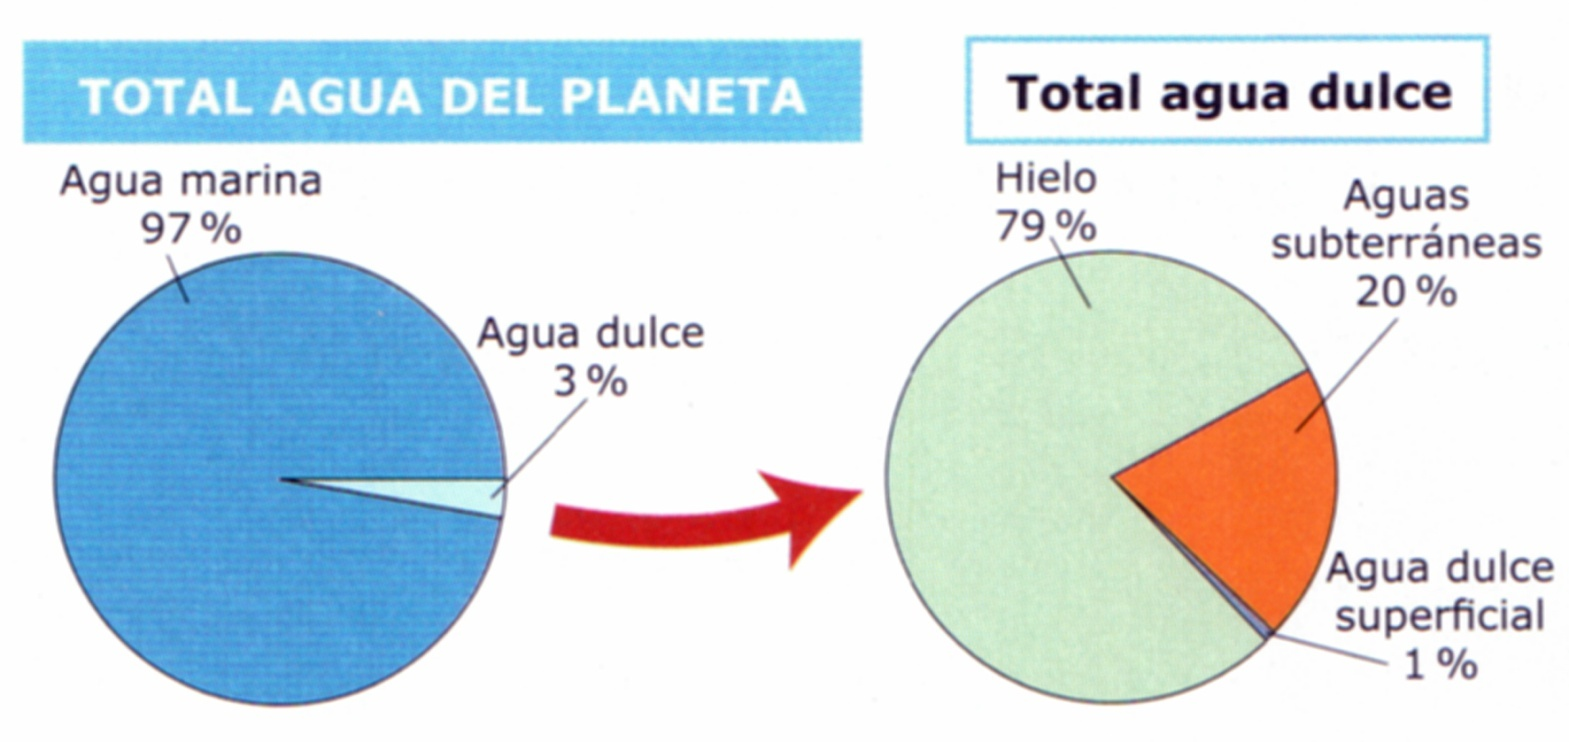 TOTAL AGUA DEL PLANETA
Agua marina
97 %
Agua dulce
3 %
Total agua dulce
Hielo
79 %
Aguas
subterráneas
20 %
Agua dulce
superficial
1 %